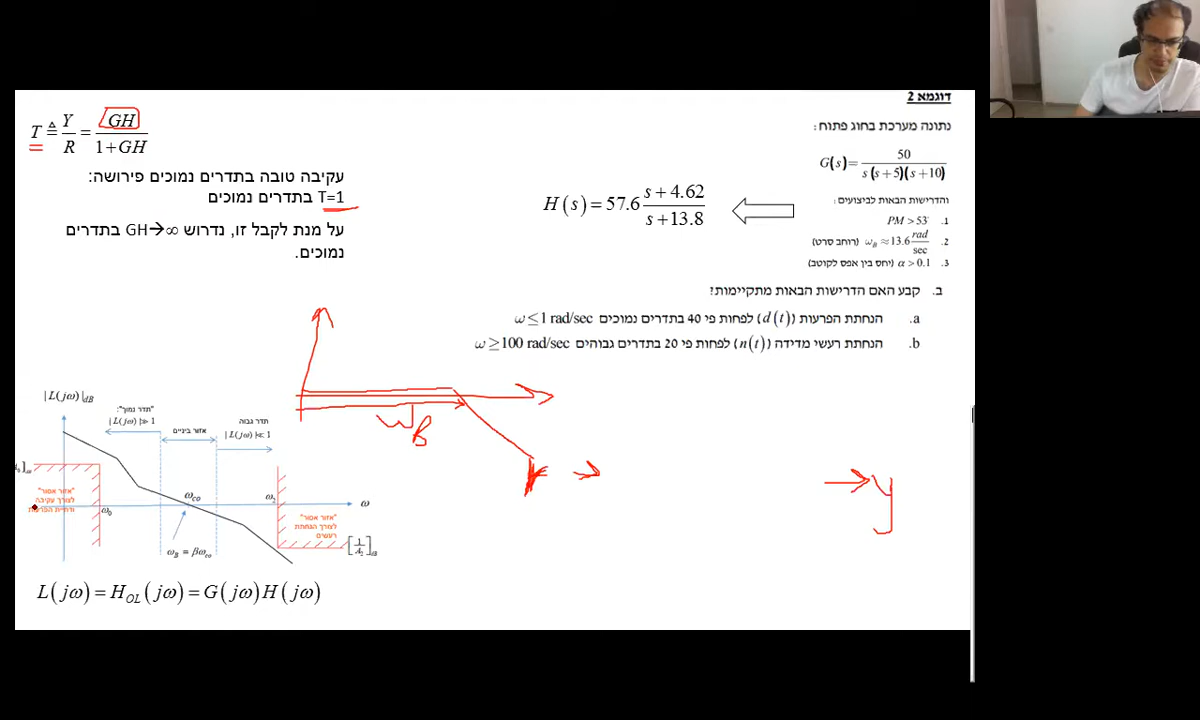 דוגמא 2
נתונה מערכת בחוג פתוח:
G(s)= 50 / s(s+5)(s+10)
והדרישות הבאות לביצועים:
1. PM > 53°
2. ω_B ≈ 13.6 rad/sec (רוחב סרט)
3. α > 0.1 (יחס בין אפס לקוטב)
H(s) = 57.6 s + 4.62 / s +13.8
ב. קבע האם הדרישות הבאות מתקיימות?
a. הנחתת הפרעות (d(t)) לפחות פי 40 בתדרים נמוכים ω ≤ 1 rad/sec
b. הנחתת רעשי מדידה (n(t)) לפחות פי 20 בתדרים גבוהים ω ≥ 100 rad/sec
T ≜ Y/R = GH / 1+GH
עקיבה טובה בתדרים נמוכים פירושה:
T=1 בתדרים נמוכים
על מנת לקבל זו, נדרוש GH→∞ בתדרים
נמוכים.
ω_B
y
|L(jω)|_dB
"תדר נמוך":
|L(jω)| ≫ 1
אזור ביניים
תדר גבוה
|L(jω)| ≪ 1
"אזור אסור"
לצורך עקיבה
ודחיית הפרעות
ω_0
ω_co
ω_2
ω
"אזור אסור"
לצורך הנחתת
רעשים
ω_B = βω_co
[1/A_2]_dB
L(jω) = H_OL(jω) = G(jω)H(jω)